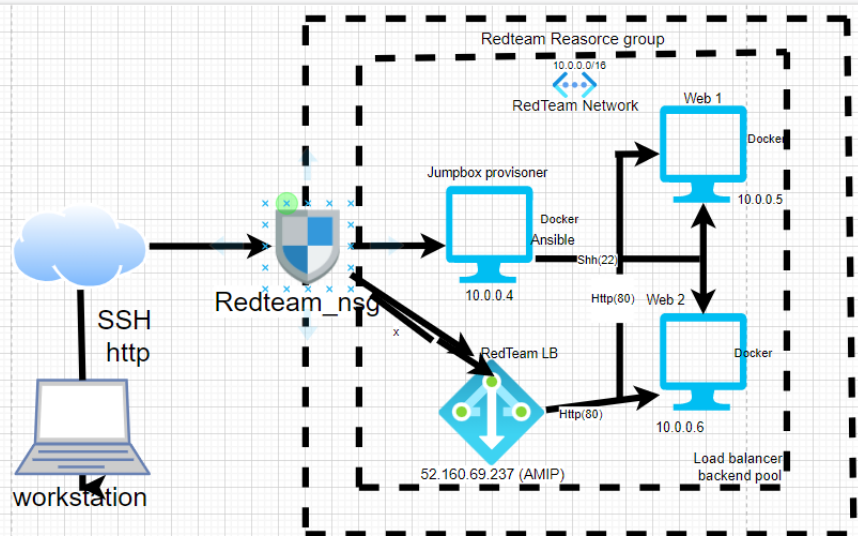 Redteam Reasorce group
10.0.0.0/16
RedTeam Network
Web 1
Docker
10.0.0.5
Jumpbox provisoner
Docker
Ansible
10.0.0.4
Shh(22)
Http(80)
Web 2
Docker
10.0.0.6
Redteam_nsg
x
SSH
http
workstation
RedTeam LB
Http(80)
52.160.69.237 (AMIP)
Load balancer
backend pool